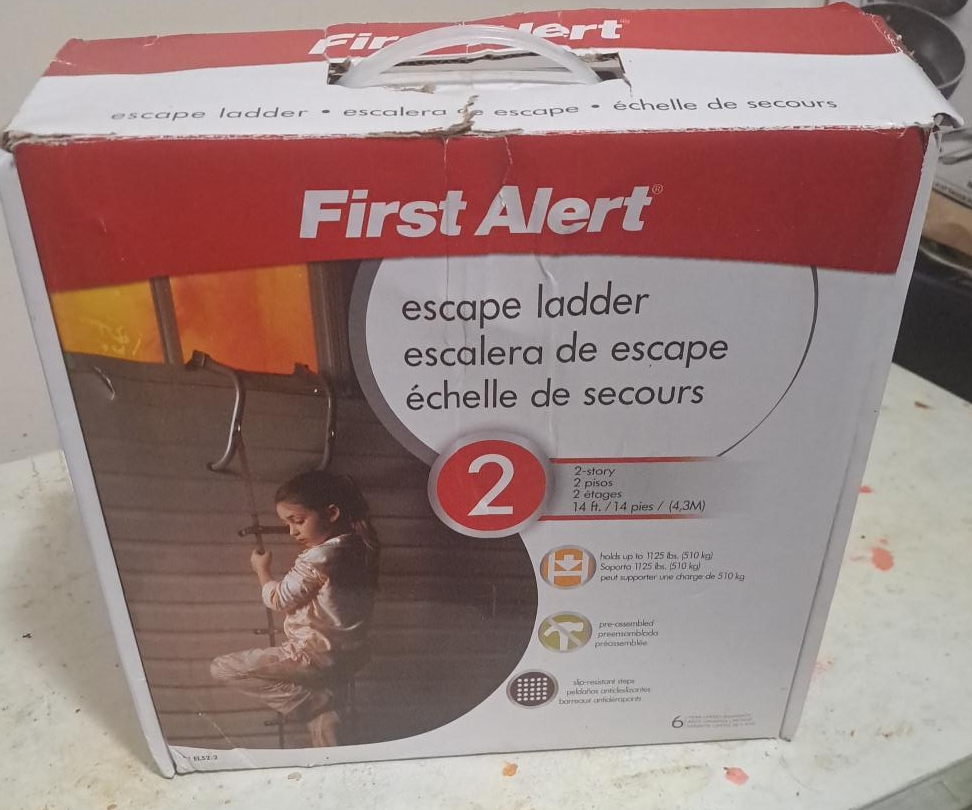 First Alert
escape ladder • escalera de escape • échelle de secours
First Alert®
escape ladder
escalera de escape
échelle de secours
2
2-story
2 pisos
2 étages
14 ft. / 14 pies / (4,3M)
holds up to 1125 lbs. (510 kg)
Soporta 1125 lbs. (510 kg)
peut supporter une charge de 510 kg
pre-assembled
preensamblada
préassemblée
slip-resistant steps
peldaños antideslizantes
barreaux antidérapants
6
EL52-2